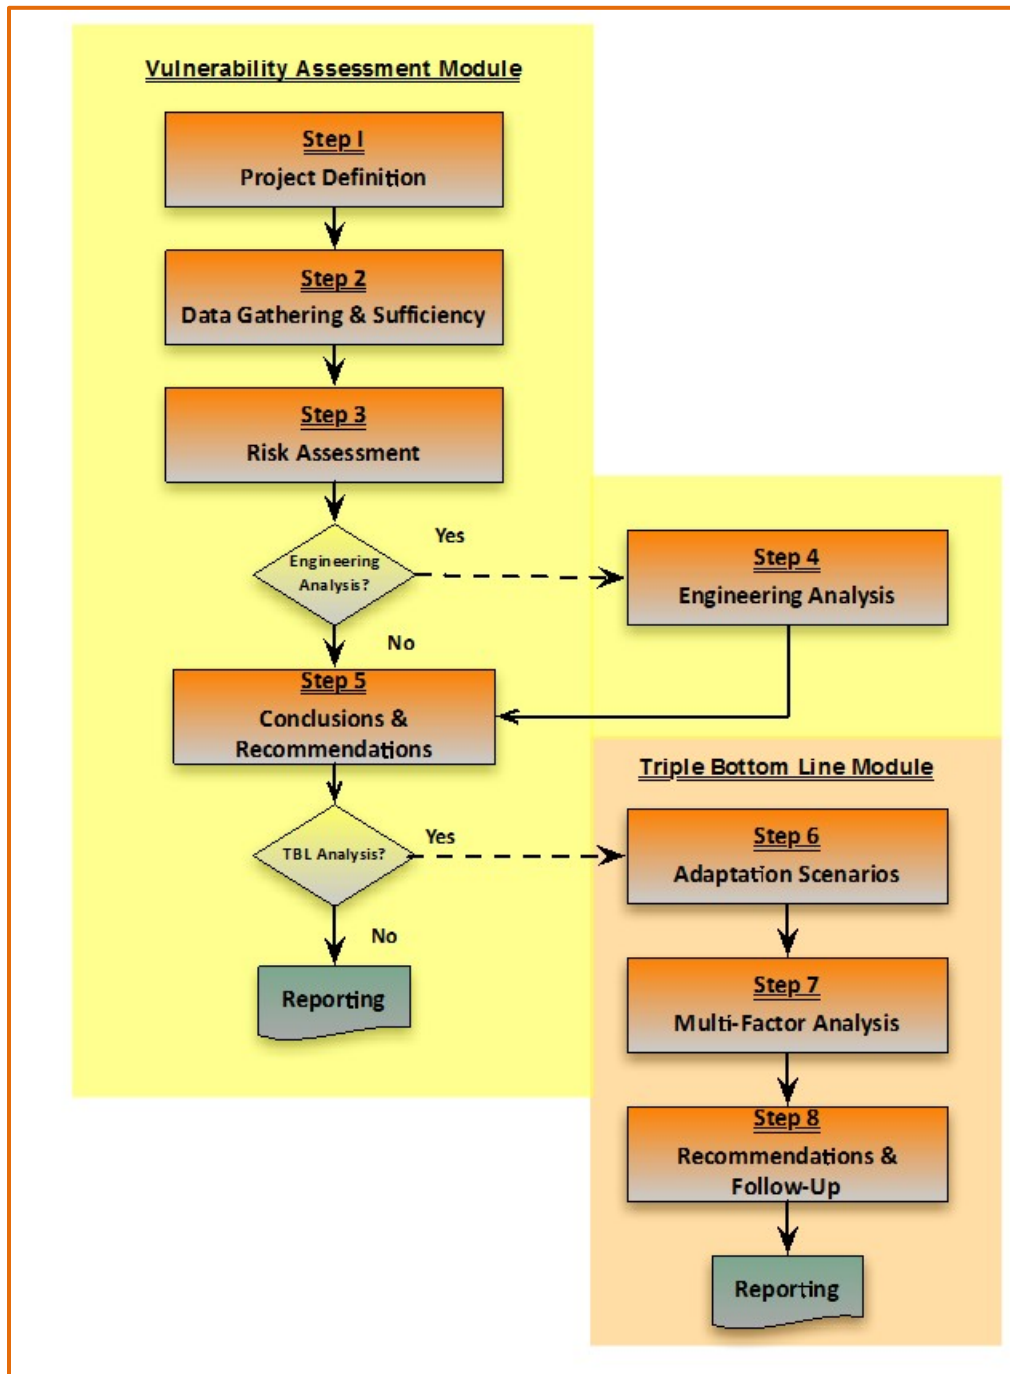 Vulnerability Assessment Module
Step I
Project Definition
Step 2
Data Gathering & Sufficiency
Step 3
Risk Assessment
Engineering
Analysis?
Yes
No
Step 4
Engineering Analysis
Step 5
Conclusions &
Recommendations
TBL Analysis?
Yes
No
Reporting
Triple Bottom Line Module
Step 6
Adaptation Scenarios
Step 7
Multi-Factor Analysis
Step 8
Recommendations &
Follow-Up
Reporting